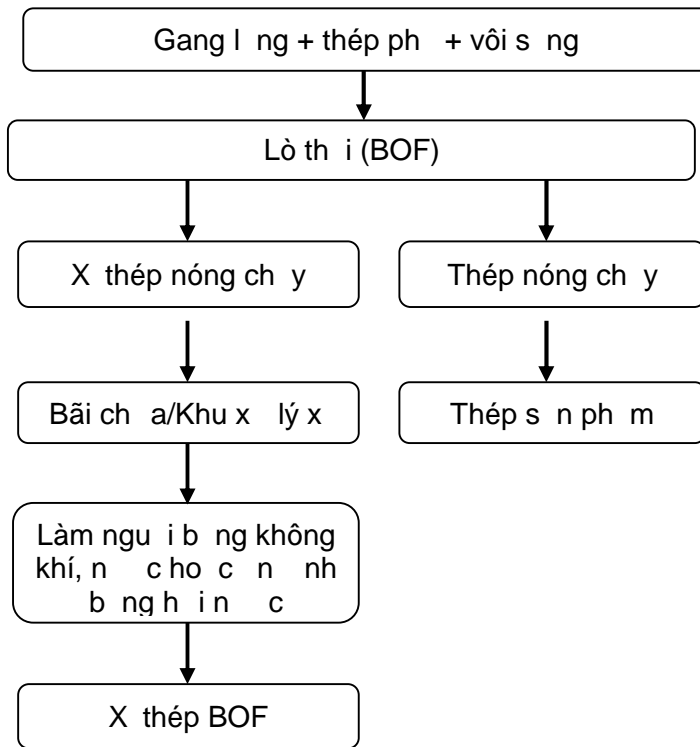 Gang l ng + thép ph + vôi s ng
Lò th i (BOF)
X thép nóng ch y
Thép nóng ch y
Bãi ch a/Khu x lý x
Thép s n ph m
Làm ngu i b ng không
khí, n c ho c n nh
b ng h i n c
X thép BOF